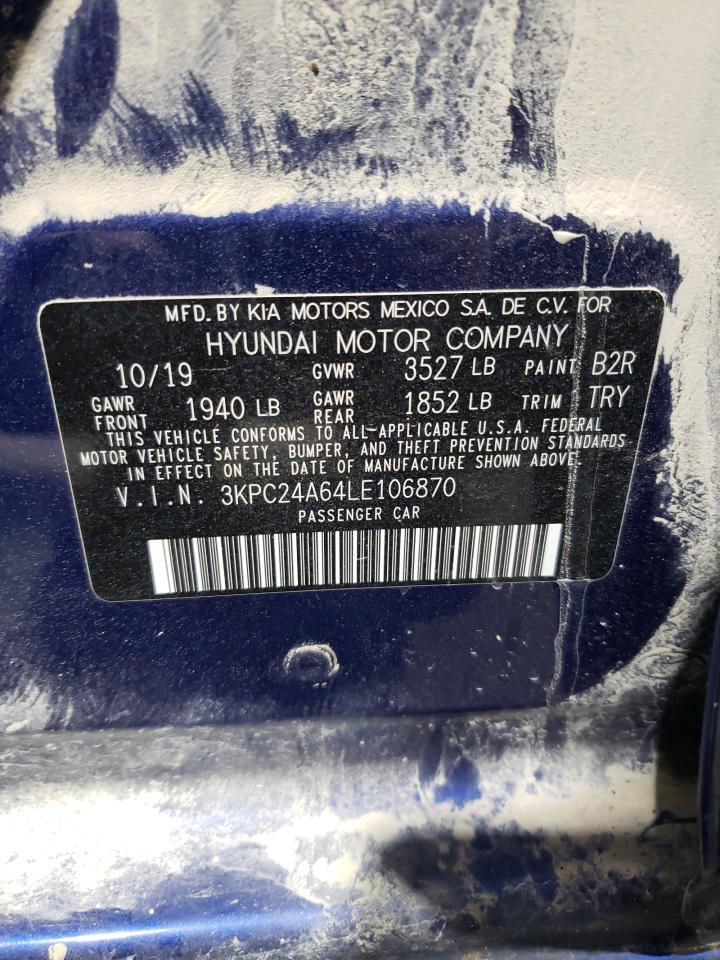 MFD. BY KIA MOTORS MEXICO S.A. DE C.V. FOR
HYUNDAI MOTOR COMPANY
10/19 GVWR 3527 LB PAINT B2R
GAWR FRONT 1940 LB GAWR REAR 1852 LB TRIM TRY
THIS VEHICLE CONFORMS TO ALL-APPLICABLE U.S.A. FEDERAL
MOTOR VEHICLE SAFETY, BUMPER, AND THEFT PREVENTION STANDARDS
IN EFFECT ON THE DATE OF MANUFACTURE SHOWN ABOVE.
V.I.N. 3KPC24A64LE106870
PASSENGER CAR